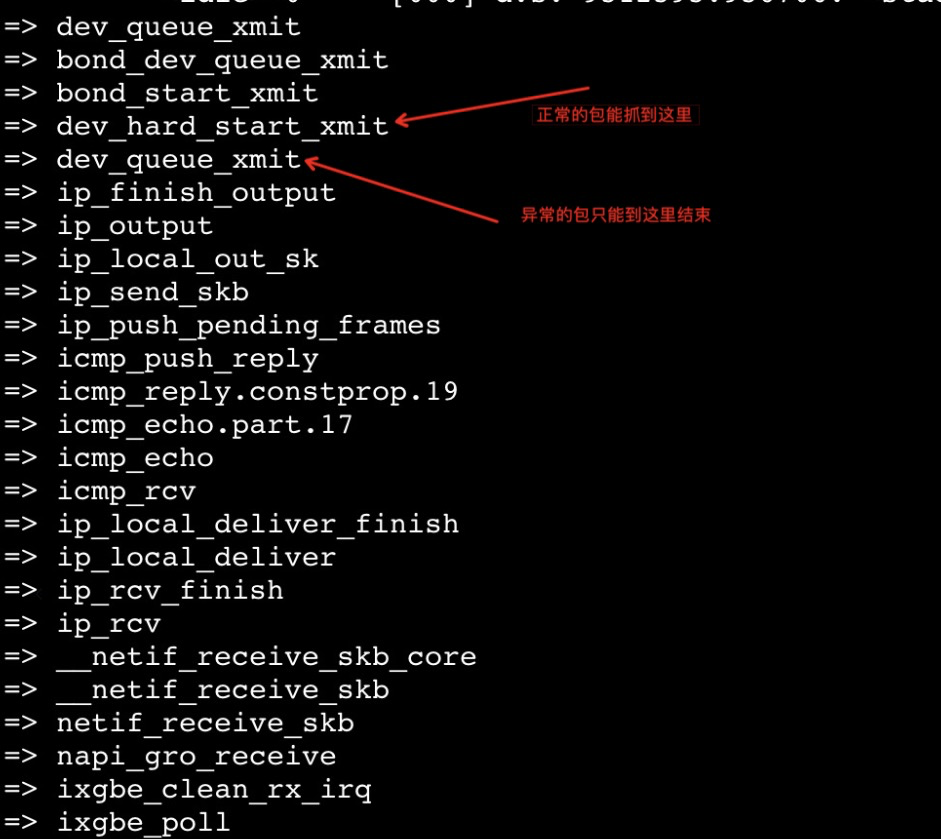 => dev_queue_xmit
=> bond_dev_queue_xmit
=> bond_start_xmit
=> dev_hard_start_xmit
正常的包能抓到这里
=> dev_queue_xmit
=> ip_finish_output
异常的包只能到这里结束
=> ip_output
=> ip_local_out_sk
=> ip_send_skb
=> ip_push_pending_frames
=> icmp_push_reply
=> icmp_reply.constprop.19
=> icmp_echo.part.17
=> icmp_echo
=> icmp_rcv
=> ip_local_deliver_finish
=> ip_local_deliver
=> ip_rcv_finish
=> ip_rcv
=> __netif_receive_skb_core
=> __netif_receive_skb
=> netif_receive_skb
=> napi_gro_receive
=> ixgbe_clean_rx_irq
=> ixgbe_poll